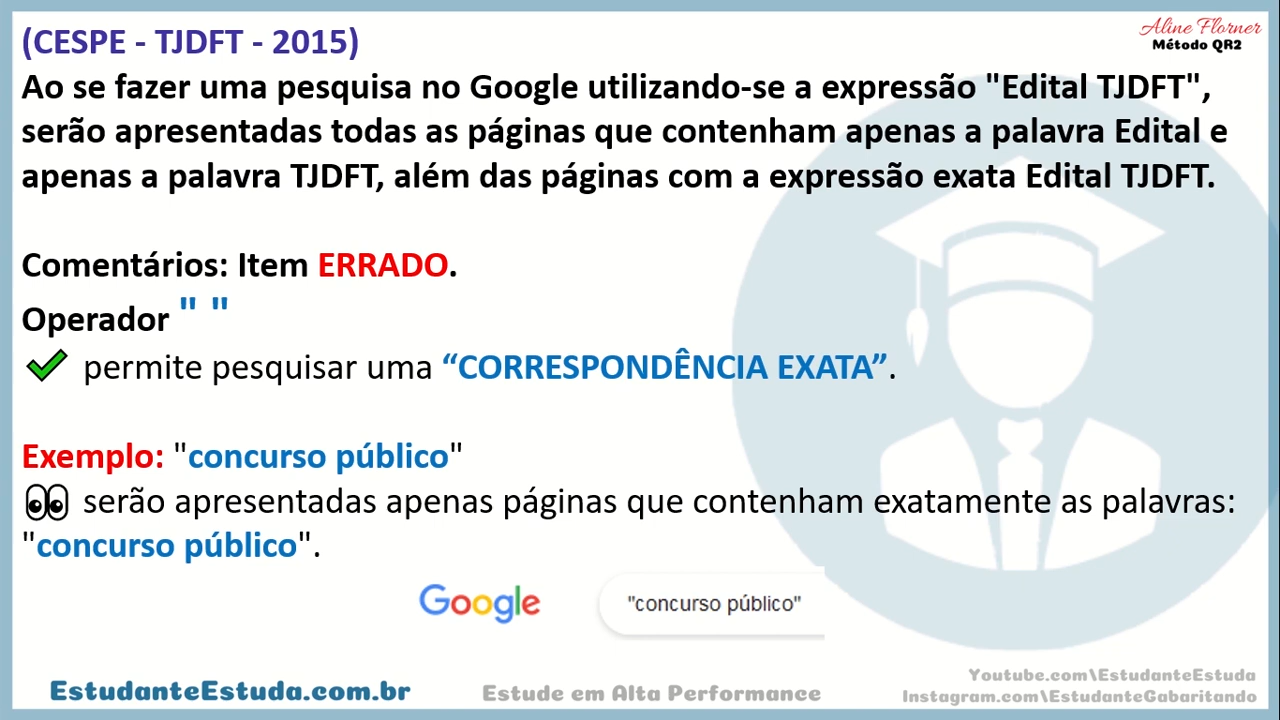 (CESPE - TJDFT - 2015)
Aline Florner
Método QR2
Ao se fazer uma pesquisa no Google utilizando-se a expressão "Edital TJDFT",
serão apresentadas todas as páginas que contenham apenas a palavra Edital e
apenas a palavra TJDFT, além das páginas com a expressão exata Edital TJDFT.
Comentários: Item ERRADO.
Operador " "
permite pesquisar uma “CORRESPONDÊNCIA EXATA”.
Exemplo: "concurso público"
serão apresentadas apenas páginas que contenham exatamente as palavras:
"concurso público".
Google
"concurso público"
EstudanteEstuda.com.br
Estude em Alta Performance
Youtube.com\EstudanteEstuda
Instagram.com\EstudanteGabaritando